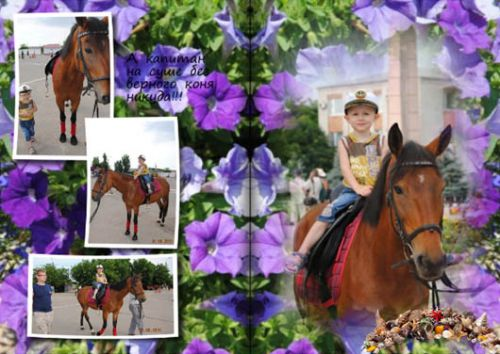 А капитан
на суше без
верного коня
никуда!!!